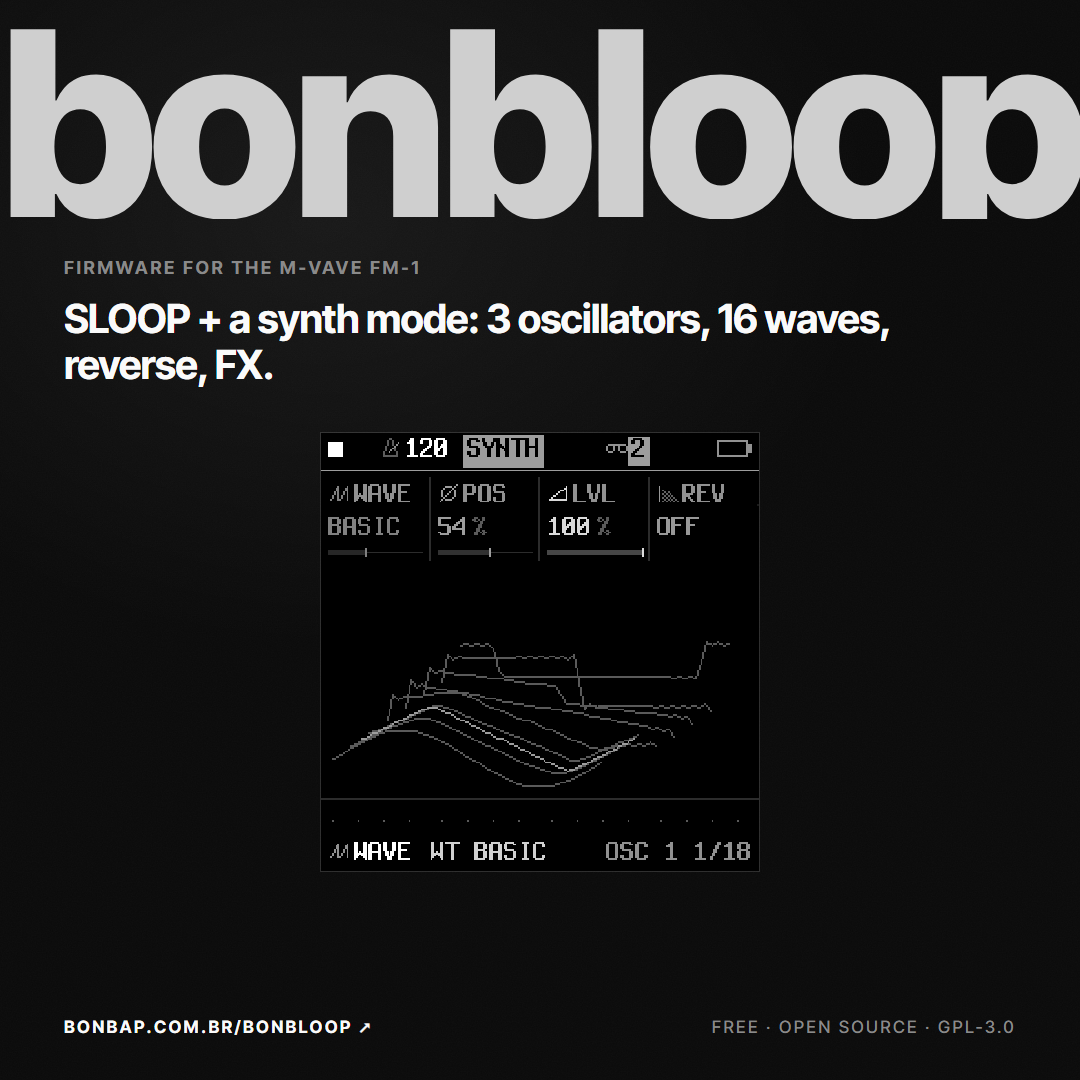 bonbloop
FIRMWARE FOR THE M-VAVE FM-1
SLOOP + a synth mode: 3 oscillators, 16 waves,
reverse, FX.
120 SYNTH 2
WAVE POS LVL REV
BASIC 54 % 100 % OFF
WAVE WT BASIC OSC 1 1/18
BONBAP.COM.BR/BONBLOOP ↗
FREE · OPEN SOURCE · GPL-3.0